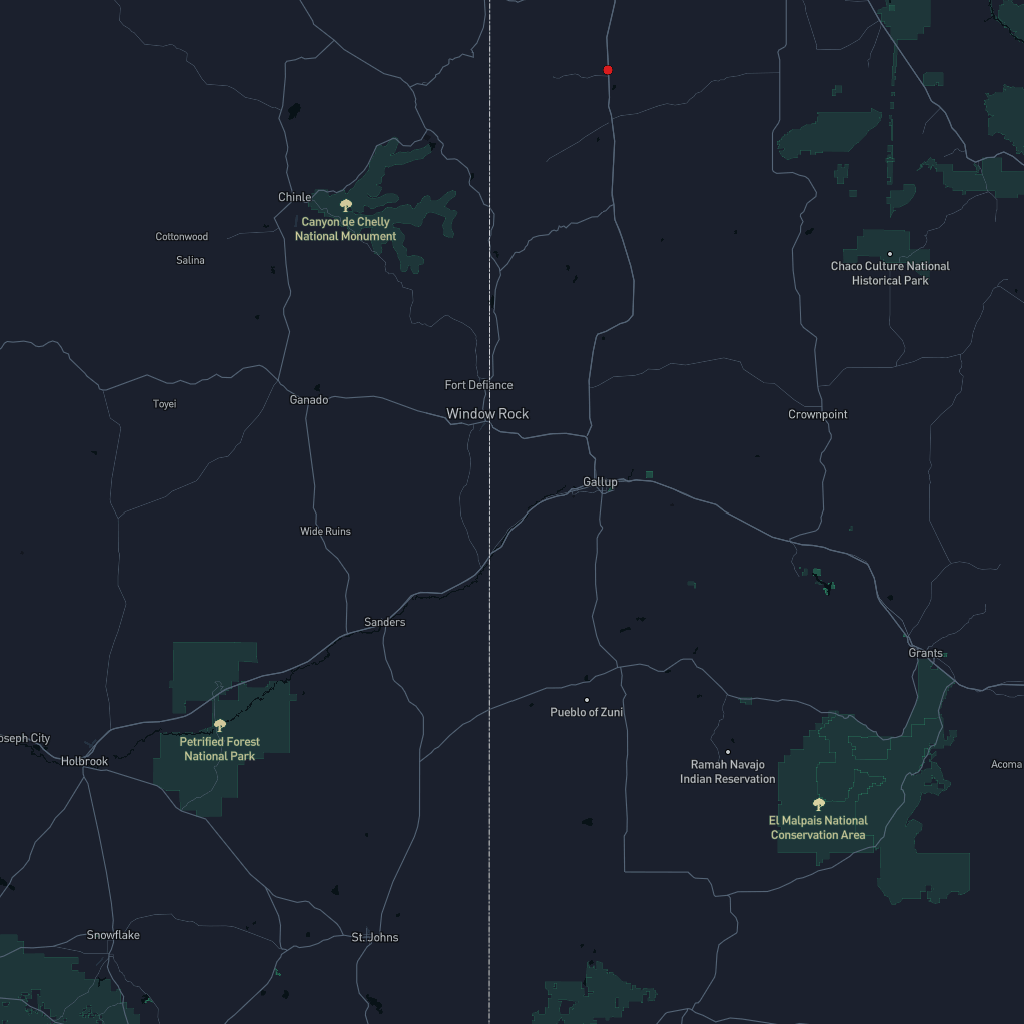 Chinle
Canyon de Chelly
National Monument
Cottonwood
Salina
Chaco Culture National
Historical Park
Fort Defiance
Toyei
Ganado
Window Rock
Crownpoint
Gallup
Wide Ruins
Sanders
Grants
Pueblo of Zuni
oseph City
Holbrook
Petrified Forest
National Park
Ramah Navajo
Indian Reservation
Acoma
El Malpais National
Conservation Area
Snowflake
St. Johns